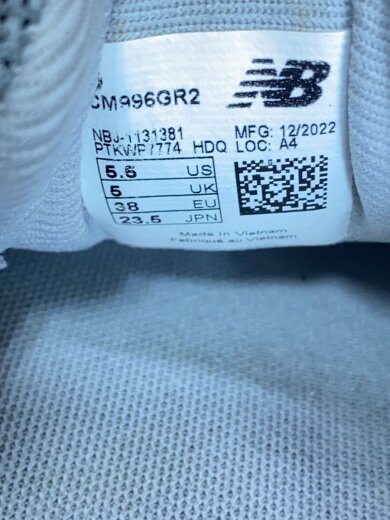 CM996GR2
NB
NBJ-1131381 MFG: 12/2022
PTKWP7774 HDQ LOC: A4
5.5 US
5 UK
38 EU
23.5 JPN
Made in Vietnam
Fabriqué au Vietnam